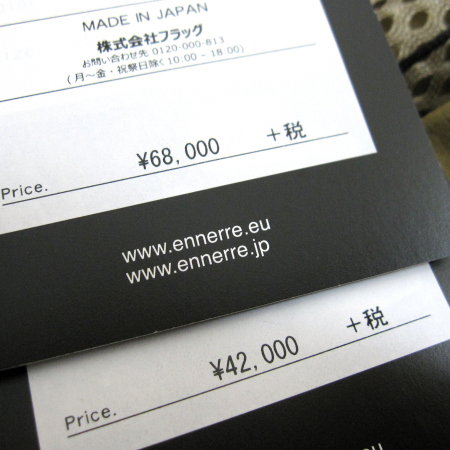 MADE IN JAPAN
株式会社フラッグ
お問い合わせ先 0120-000-813
(月～金・祝祭日除く10:00-18:00)
Price. ¥68,000 +税
www.ennerre.eu
www.ennerre.jp
Price. ¥42,000 +税